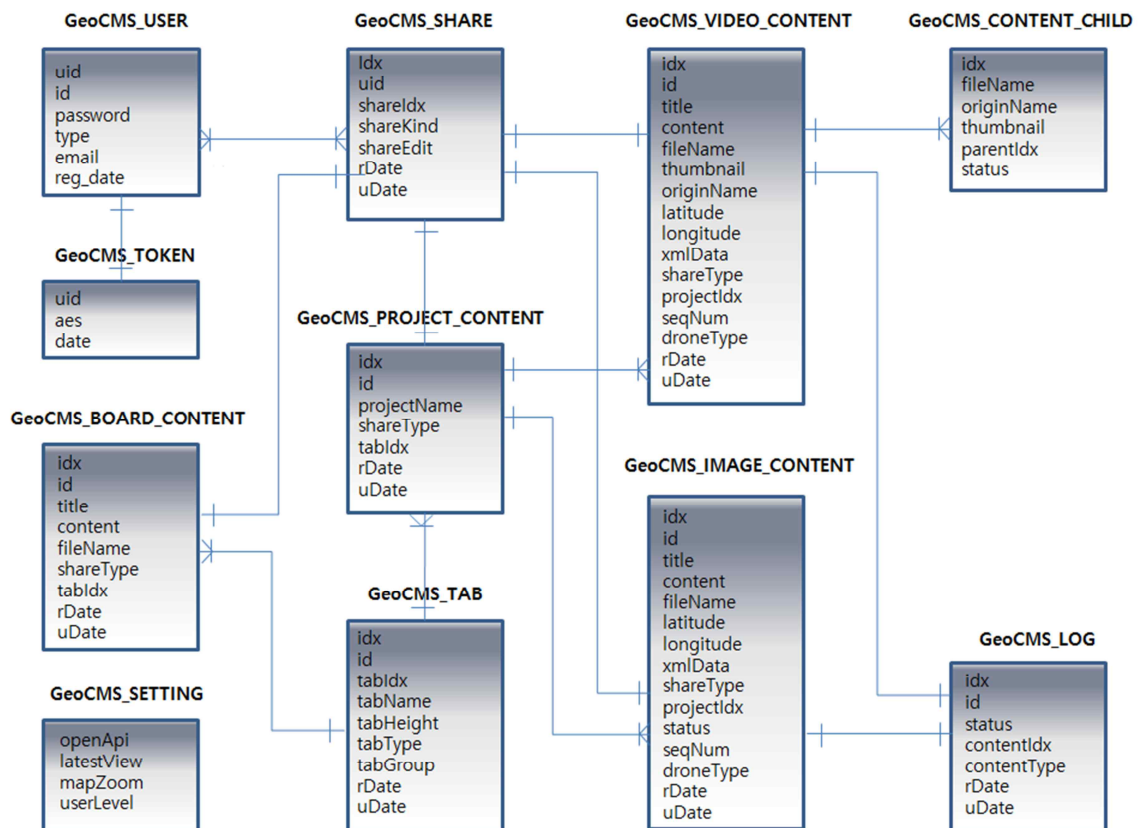 GeoCMS_USER
uid
id
password
type
email
reg_date
GeoCMS_TOKEN
uid
aes
date
GeoCMS_BOARD_CONTENT
idx
id
title
content
fileName
shareType
tabIdx
rDate
uDate
GeoCMS_SETTING
openApi
latestView
mapZoom
userLevel
GeoCMS_SHARE
Idx
uid
shareIdx
shareKind
shareEdit
rDate
uDate
GeoCMS_PROJECT_CONTENT
idx
id
projectName
shareType
tabIdx
rDate
uDate
GeoCMS_TAB
idx
id
tabIdx
tabName
tabHeight
tabType
tabGroup
rDate
uDate
GeoCMS_VIDEO_CONTENT
idx
id
title
content
fileName
thumbnail
originName
latitude
longitude
xmlData
shareType
projectIdx
seqNum
droneType
rDate
uDate
GeoCMS_IMAGE_CONTENT
idx
id
title
content
fileName
latitude
longitude
xmlData
shareType
projectIdx
status
seqNum
droneType
rDate
uDate
GeoCMS_CONTENT_CHILD
idx
fileName
originName
thumbnail
parentIdx
status
GeoCMS_LOG
idx
id
status
contentIdx
contentType
rDate
uDate